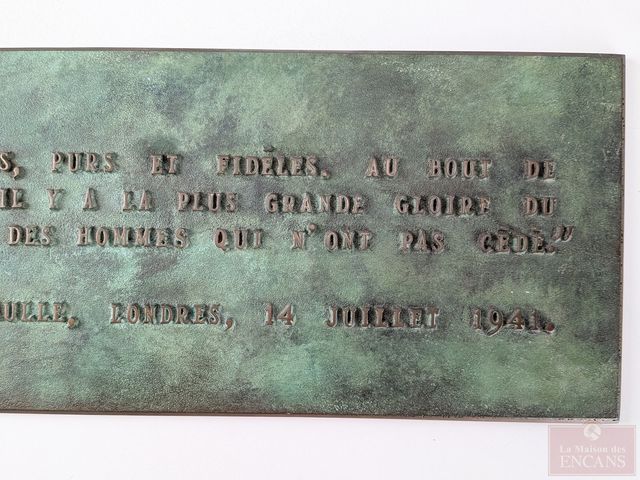 S, PURS ET FIDÈLES. AU BOUT DE
IL Y A LA PLUS GRANDE GLOIRE DU
DES HOMMES QUI N'ONT PAS CÉDÉ."
ULLE, LONDRES, 14 JUILLET 1941.
La Maison des
ENCANS